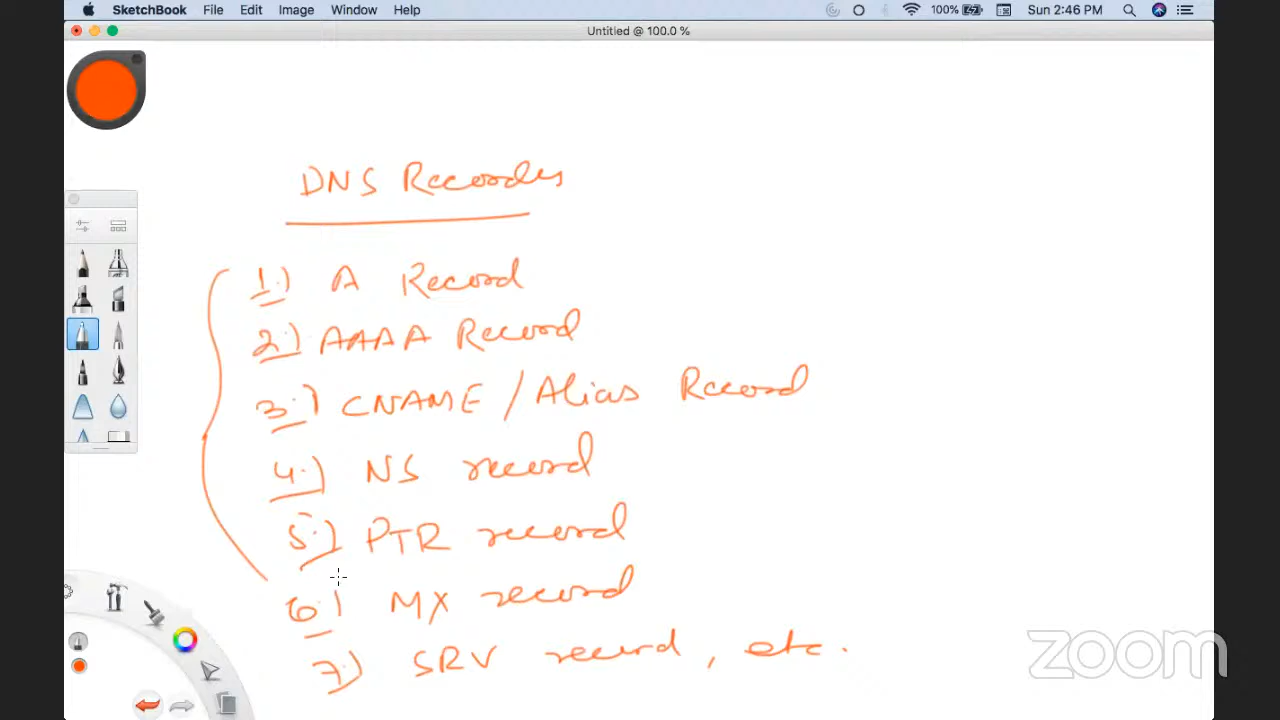 SketchBook File Edit Image Window Help 100% Sun 2:46 PM
Untitled @ 100.0 %
DNS Recordes
1.) A Record
2.) AAAA Record
3.) CNAME / Alias Record
4.) NS record
5.) PTR record
6.) MX record
7.) SRV record, etc.
zoom